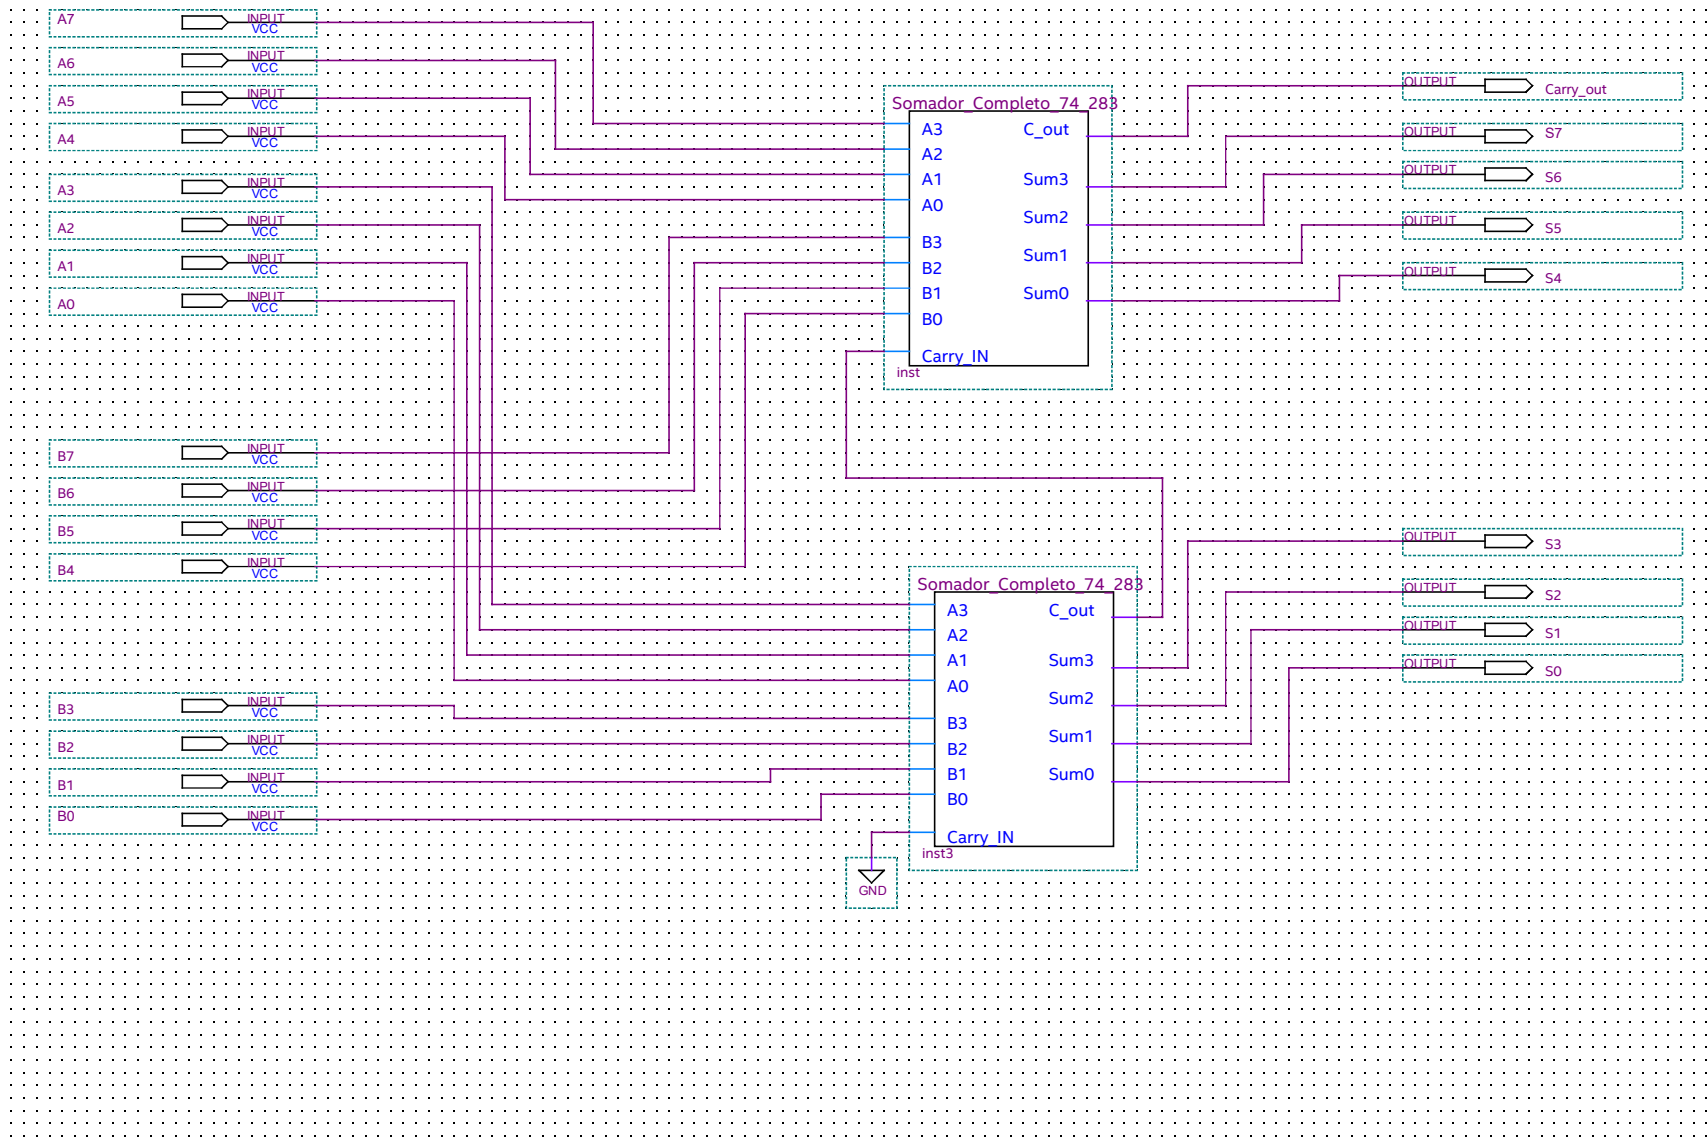 A7 INPUT VCC
A6 INPUT VCC
A5 INPUT VCC
A4 INPUT VCC
A3 INPUT VCC
A2 INPUT VCC
A1 INPUT VCC
A0 INPUT VCC
B7 INPUT VCC
B6 INPUT VCC
B5 INPUT VCC
B4 INPUT VCC
B3 INPUT VCC
B2 INPUT VCC
B1 INPUT VCC
B0 INPUT VCC
Somador_Completo_74_283
A3 C_out
A2
A1 Sum3
A0
Sum2
B3
Sum1
B2
B1 Sum0
B0
Carry_IN
inst
Somador_Completo_74_283
A3 C_out
A2
A1 Sum3
A0
Sum2
B3
Sum1
B2
B1 Sum0
B0
Carry_IN
inst3
GND
OUTPUT Carry_out
OUTPUT S7
OUTPUT S6
OUTPUT S5
OUTPUT S4
OUTPUT S3
OUTPUT S2
OUTPUT S1
OUTPUT S0